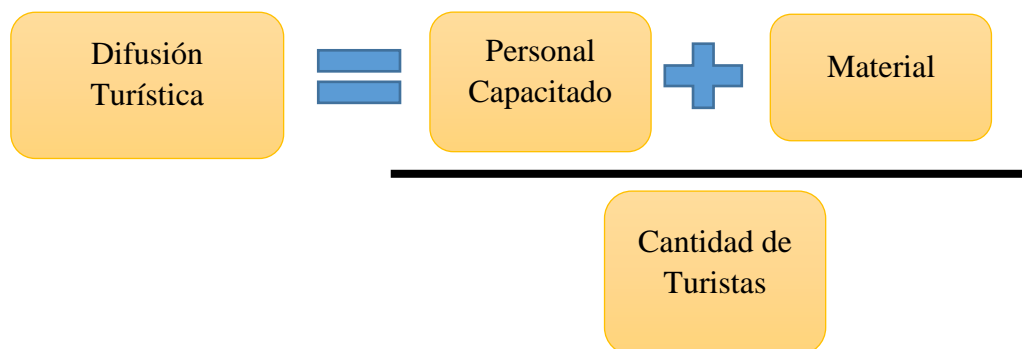 Difusión
Turística
Personal
Capacitado
Material
Cantidad de
Turistas